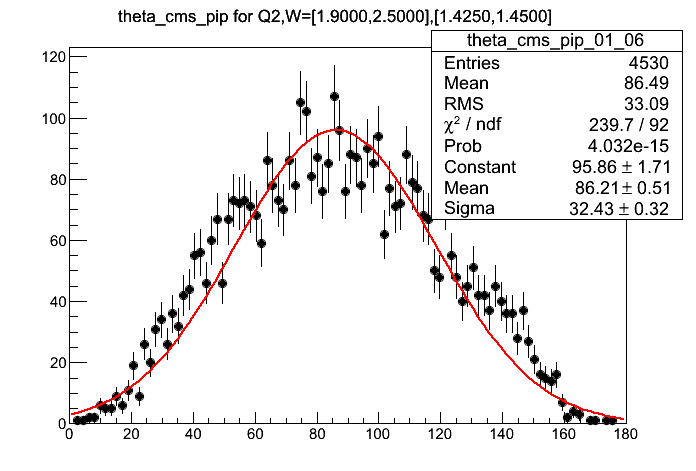 theta_cms_pip for Q2,W=[1.9000,2.5000],[1.4250,1.4500]
theta_cms_pip_01_06
Entries 4530
Mean 86.49
RMS 33.09
χ² / ndf 239.7 / 92
Prob 4.032e-15
Constant 95.86 ± 1.71
Mean 86.21 ± 0.51
Sigma 32.43 ± 0.32
120
100
80
60
40
20
0
0 20 40 60 80 100 120 140 160 180